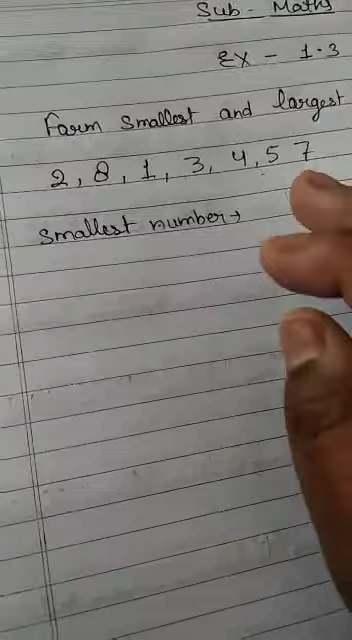 Sub - Maths
EX - 1.3
Form smallest and largest
2, 8, 1, 3, 4, 5 7
Smallest number →